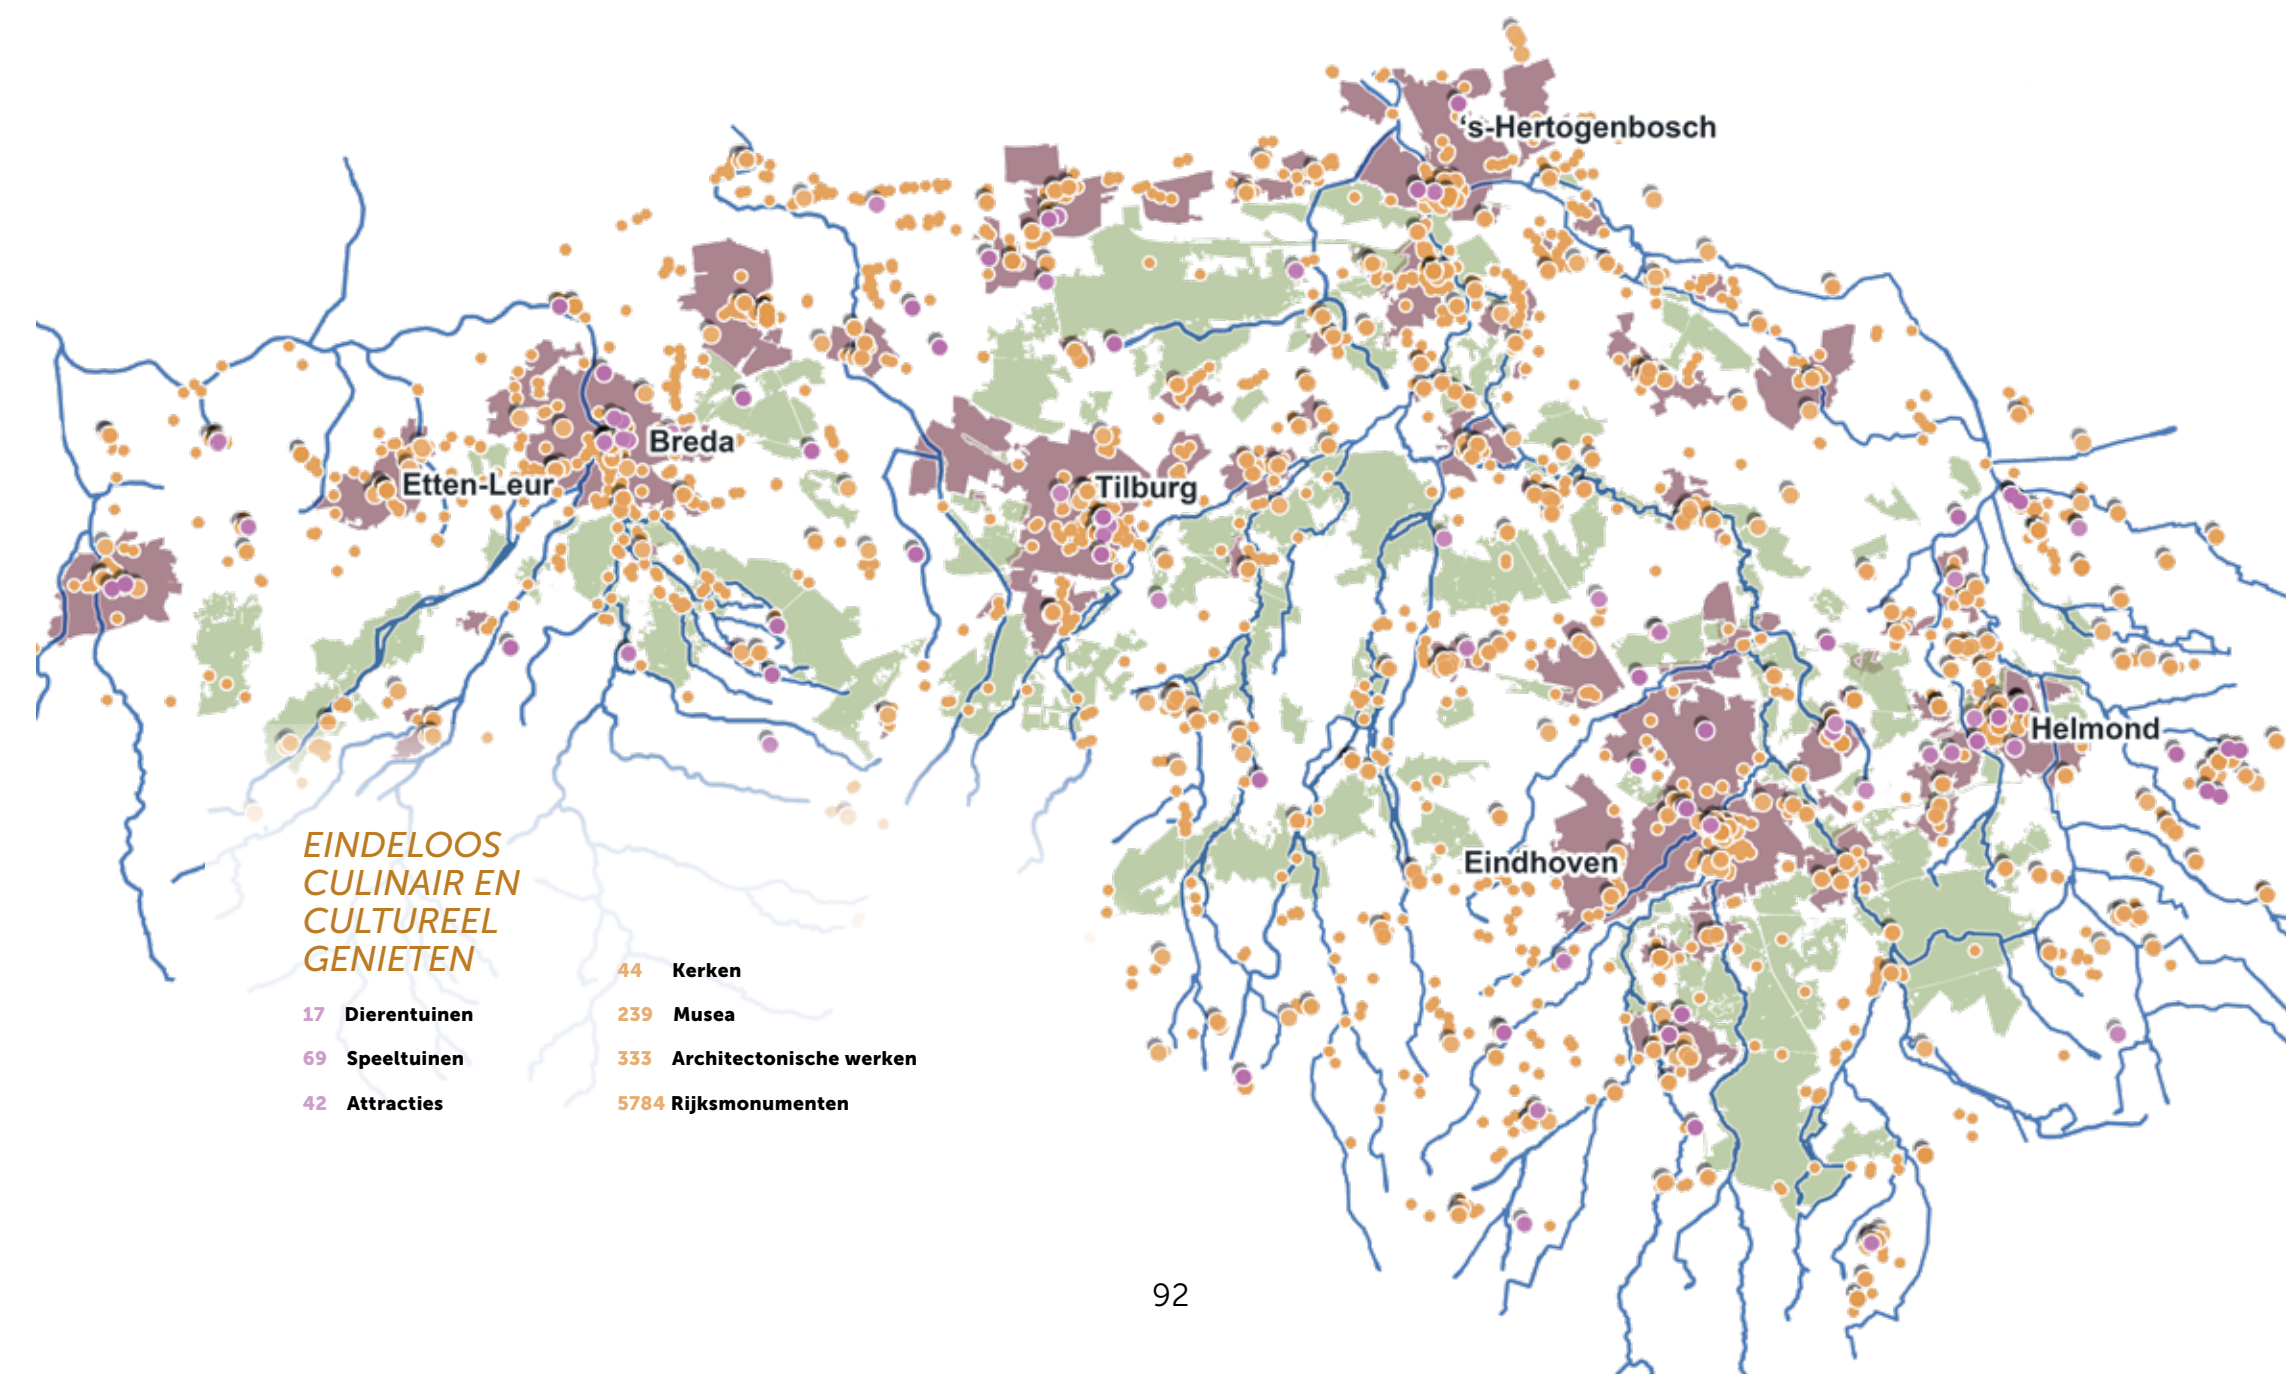 's-Hertogenbosch
Breda
Etten-Leur
Tilburg
Helmond
Eindhoven
EINDELOOS
CULINAIR EN
CULTUREEL
GENIETEN
17 Dierentuinen
69 Speeltuinen
42 Attracties
44 Kerken
239 Musea
333 Architectonische werken
5784 Rijksmonumenten
92